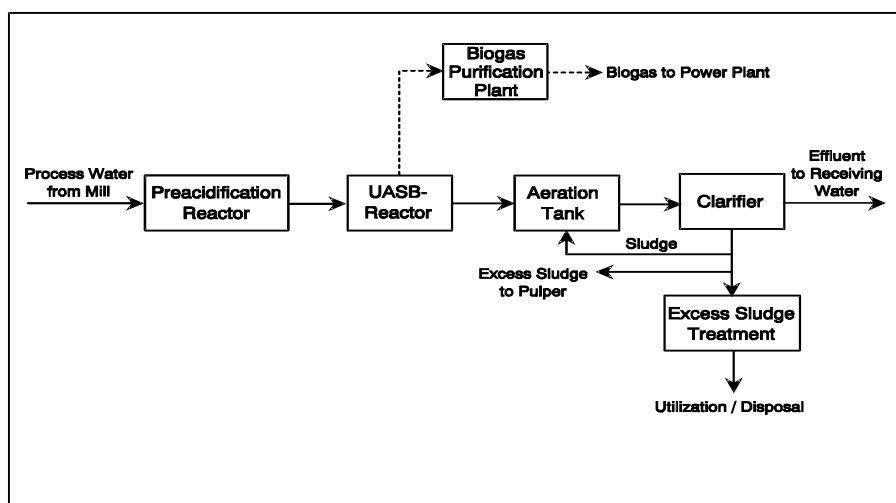 Biogas
Purification
Plant
Biogas to Power Plant
Process Water
from Mill
Preacidification
Reactor
UASB-
Reactor
Aeration
Tank
Clarifier
Effluent
to Receiving
Water
Sludge
Excess Sludge
to Pulper
Excess Sludge
Treatment
Utilization / Disposal